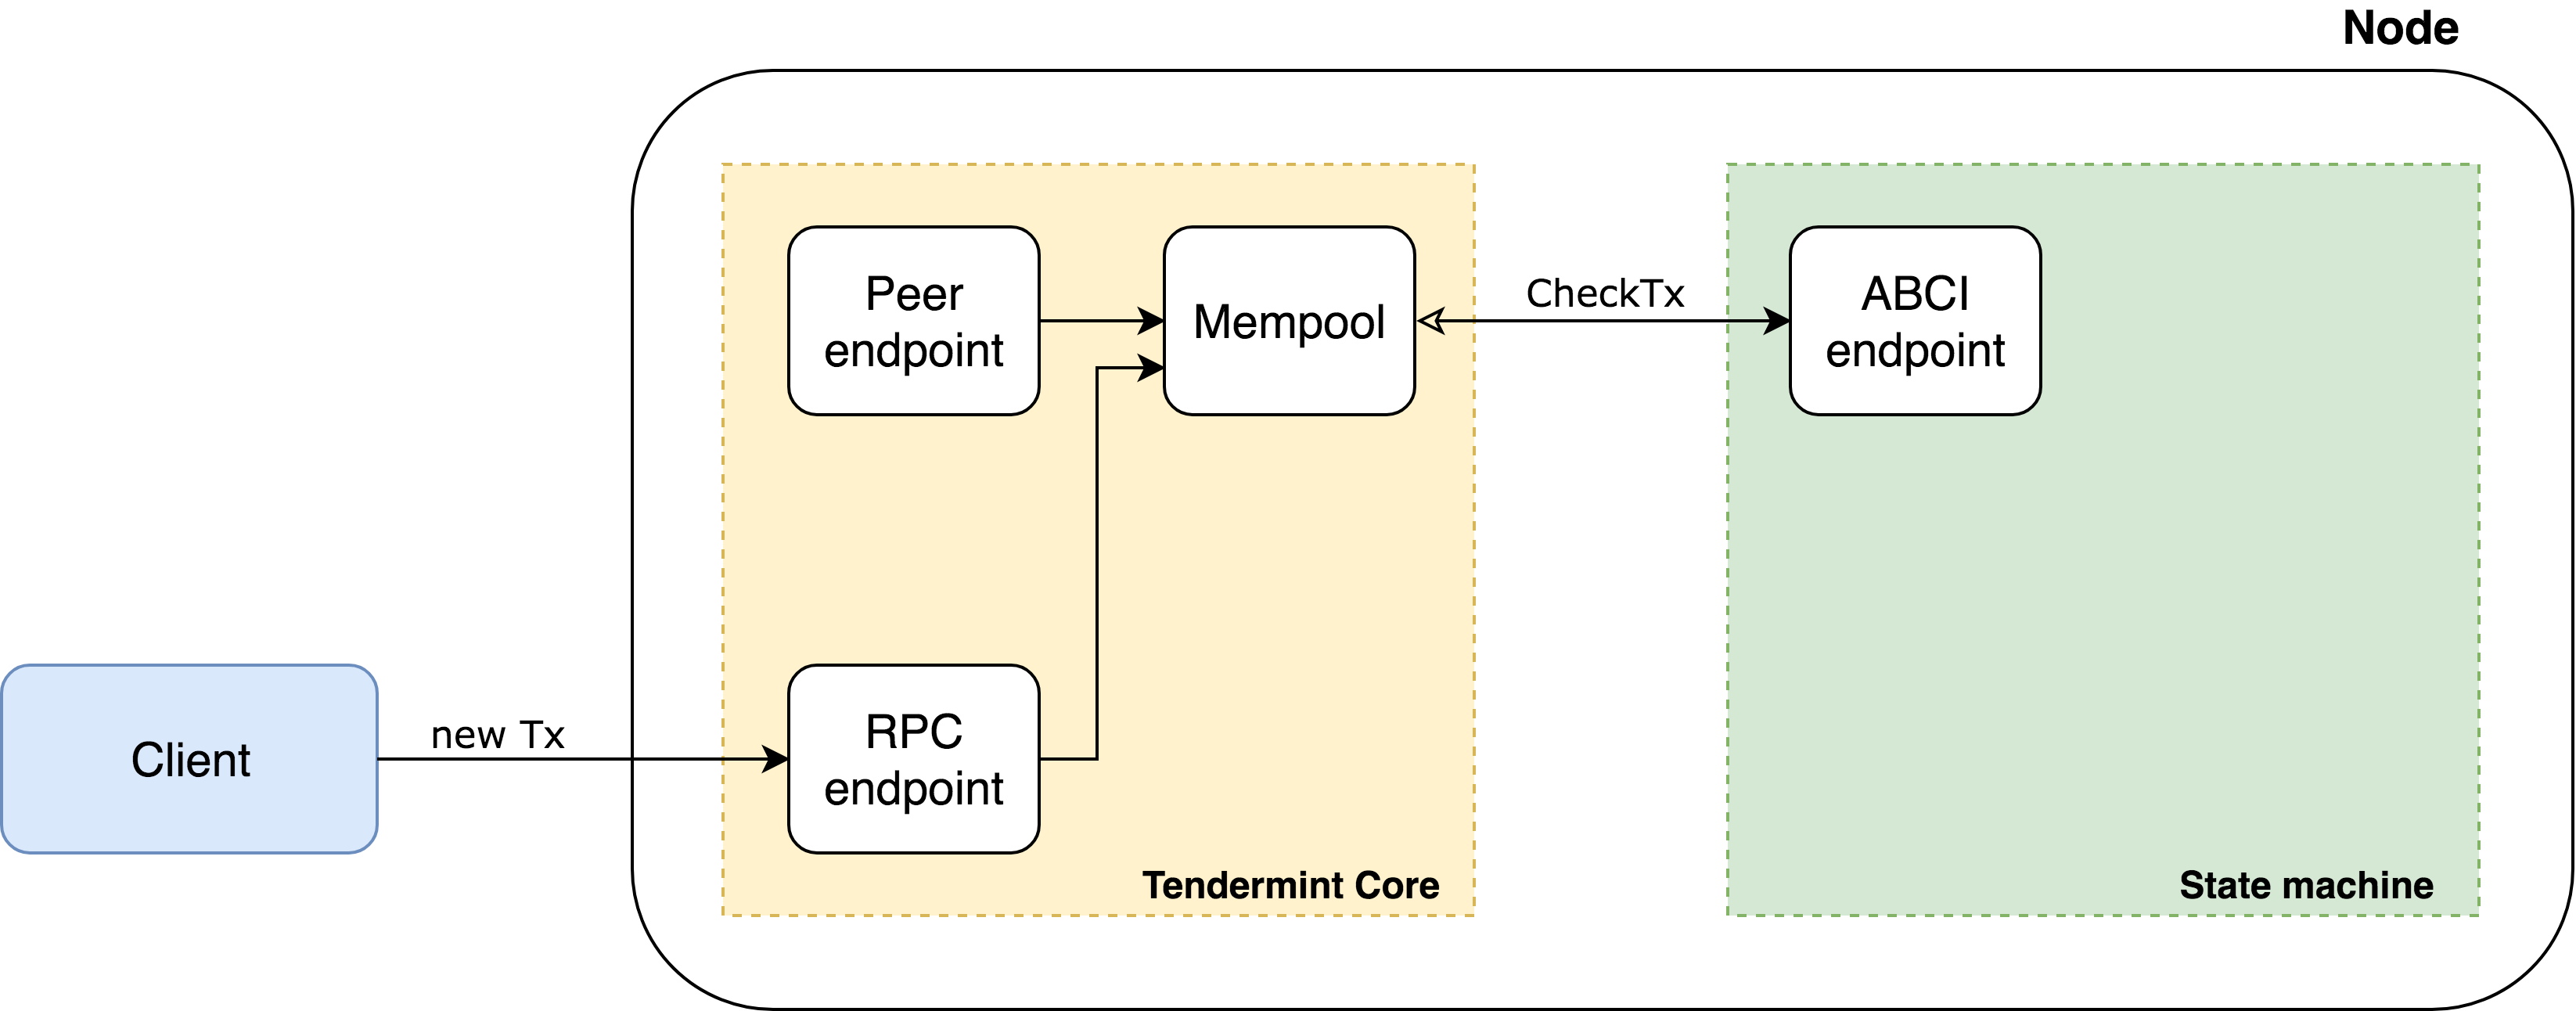 Node
Peer
endpoint
Mempool
CheckTx
ABCI
endpoint
Client
new Tx
RPC
endpoint
Tendermint Core
State machine